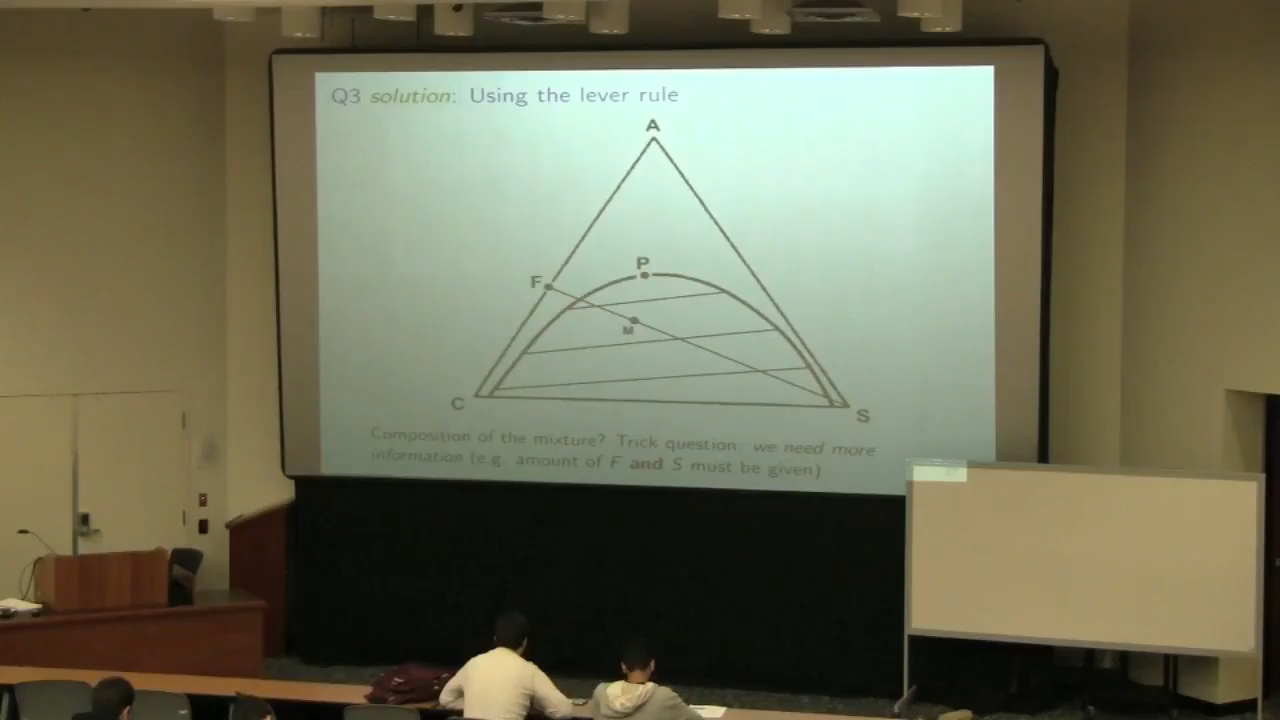 Q3 solution: Using the lever rule
A
P
F
M
C
S
Composition of the mixture? Trick question: we need more
information (e.g. amount of F and S must be given)